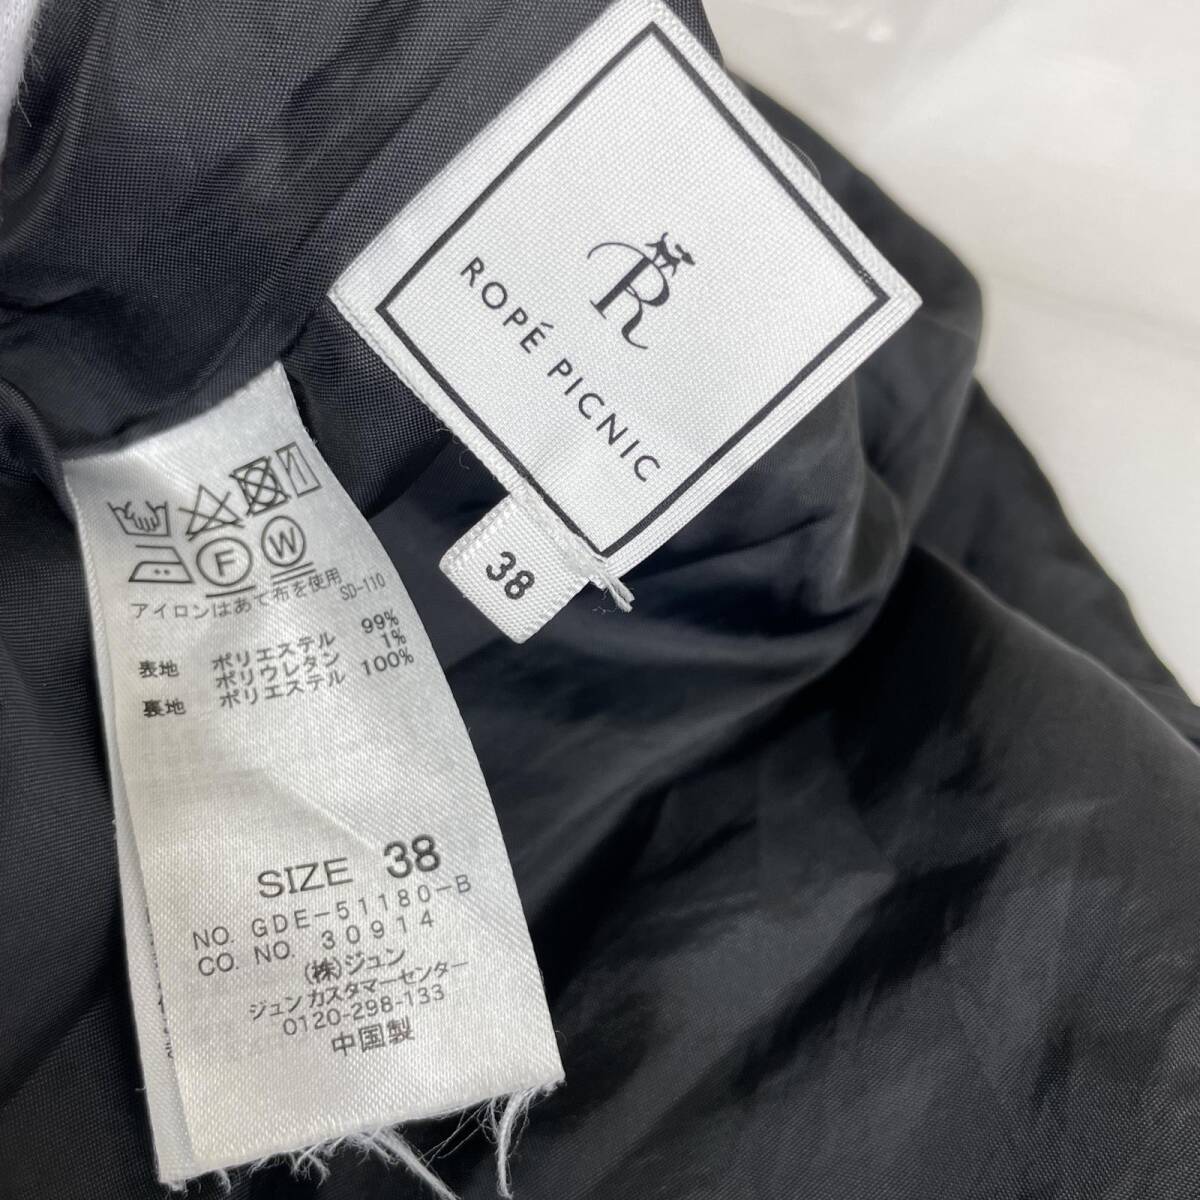 R
ROPÉ PICNIC
38
F W
アイロンはあて布を使用
SD-110
表地 ポリエステル 99%
ポリウレタン 1%
裏地 ポリエステル 100%
SIZE 38
NO. GDE-51180-B
CO. NO. 30914
(株)ジュン
ジュン カスタマーセンター
0120-298-133
中国製